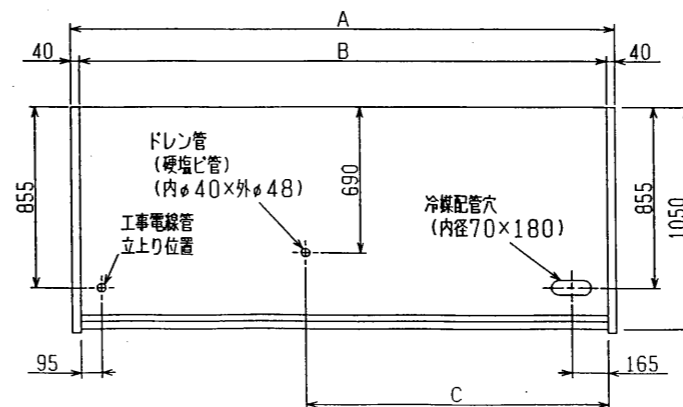 A
40
B
40
ドレン管
(硬塩ビ管)
(内φ40×外φ48)
690
855
工事電線管
立上り位置
冷媒配管穴
(内径70×180)
855
1050
95
165
C